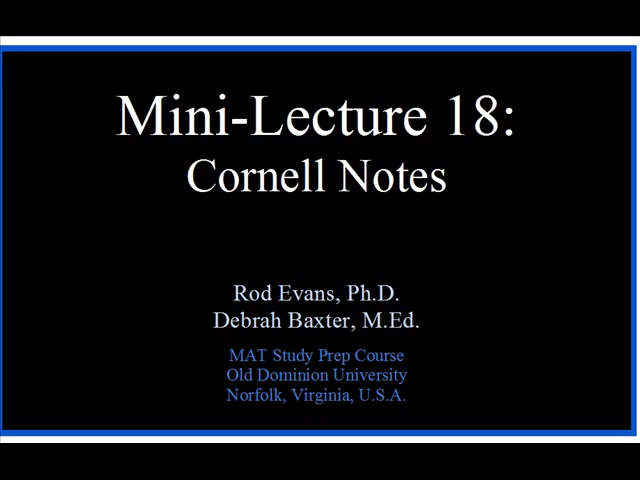 Mini-Lecture 18:
Cornell Notes
Rod Evans, Ph.D.
Debrah Baxter, M.Ed.
MAT Study Prep Course
Old Dominion University
Norfolk, Virginia, U.S.A.